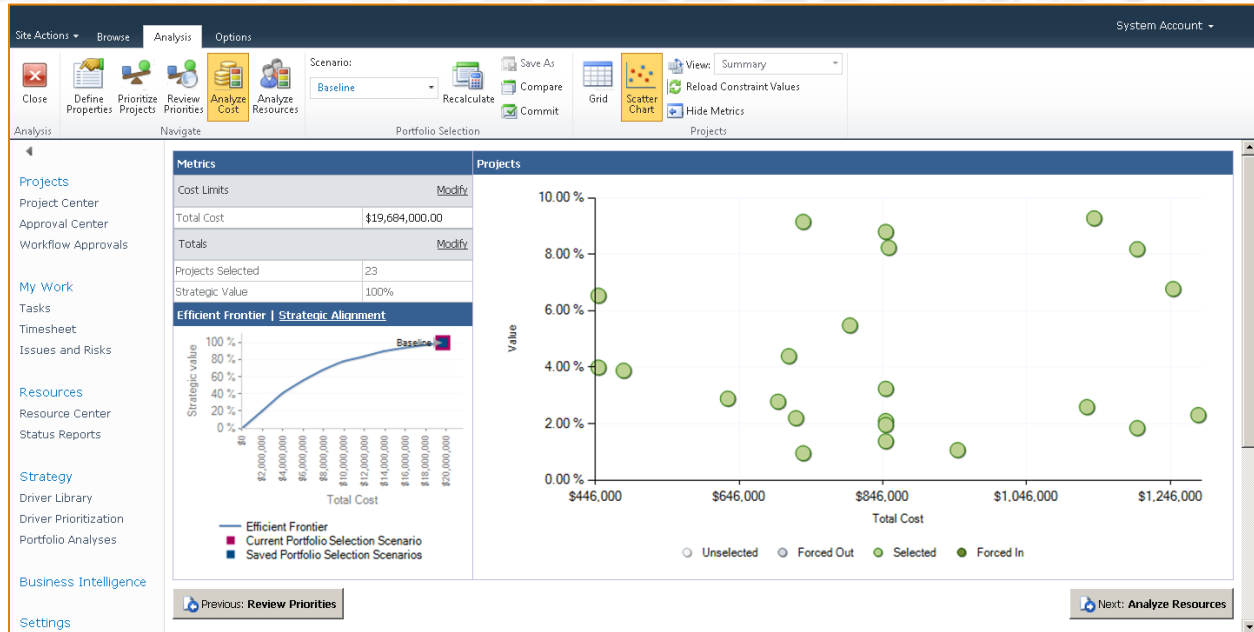 System Account
Site Actions Browse Analysis Options
Close
Define Properties
Prioritize Projects
Review Priorities
Analyze Cost
Analyze Resources
Scenario:
Baseline
Recalculate
Save As
Compare
Commit
Grid
Scatter Chart
View: Summary
Reload Constraint Values
Hide Metrics
Analysis Navigate Portfolio Selection Projects
Projects
Project Center
Approval Center
Workflow Approvals
My Work
Tasks
Timesheet
Issues and Risks
Resources
Resource Center
Status Reports
Strategy
Driver Library
Driver Prioritization
Portfolio Analyses
Business Intelligence
Settings
Metrics
Cost Limits Modify
Total Cost $19,684,000.00
Totals Modify
Projects Selected 23
Strategic Value 100%
Efficient Frontier | Strategic Alignment
Strategic value
100 %
80 %
60 %
40 %
20 %
0 %
Baseline
$0
$2,000,000
$4,000,000
$6,000,000
$8,000,000
$10,000,000
$12,000,000
$14,000,000
$16,000,000
$18,000,000
$20,000,000
Total Cost
Efficient Frontier
Current Portfolio Selection Scenario
Saved Portfolio Selection Scenarios
Projects
Value
10.00 %
8.00 %
6.00 %
4.00 %
2.00 %
0.00 %
$446,000 $646,000 $846,000 $1,046,000 $1,246,000
Total Cost
Unselected Forced Out Selected Forced In
Previous: Review Priorities
Next: Analyze Resources